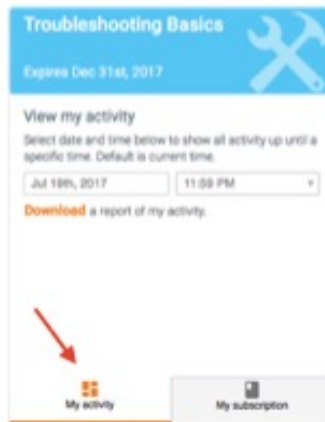 Troubleshooting Basics
Expires Dec 31st, 2017
View my activity
Select date and time below to show all activity up until a
specific time. Default is current time.
Jul 19th, 2017 11:59 PM
Download a report of my activity.
My activity My subscription